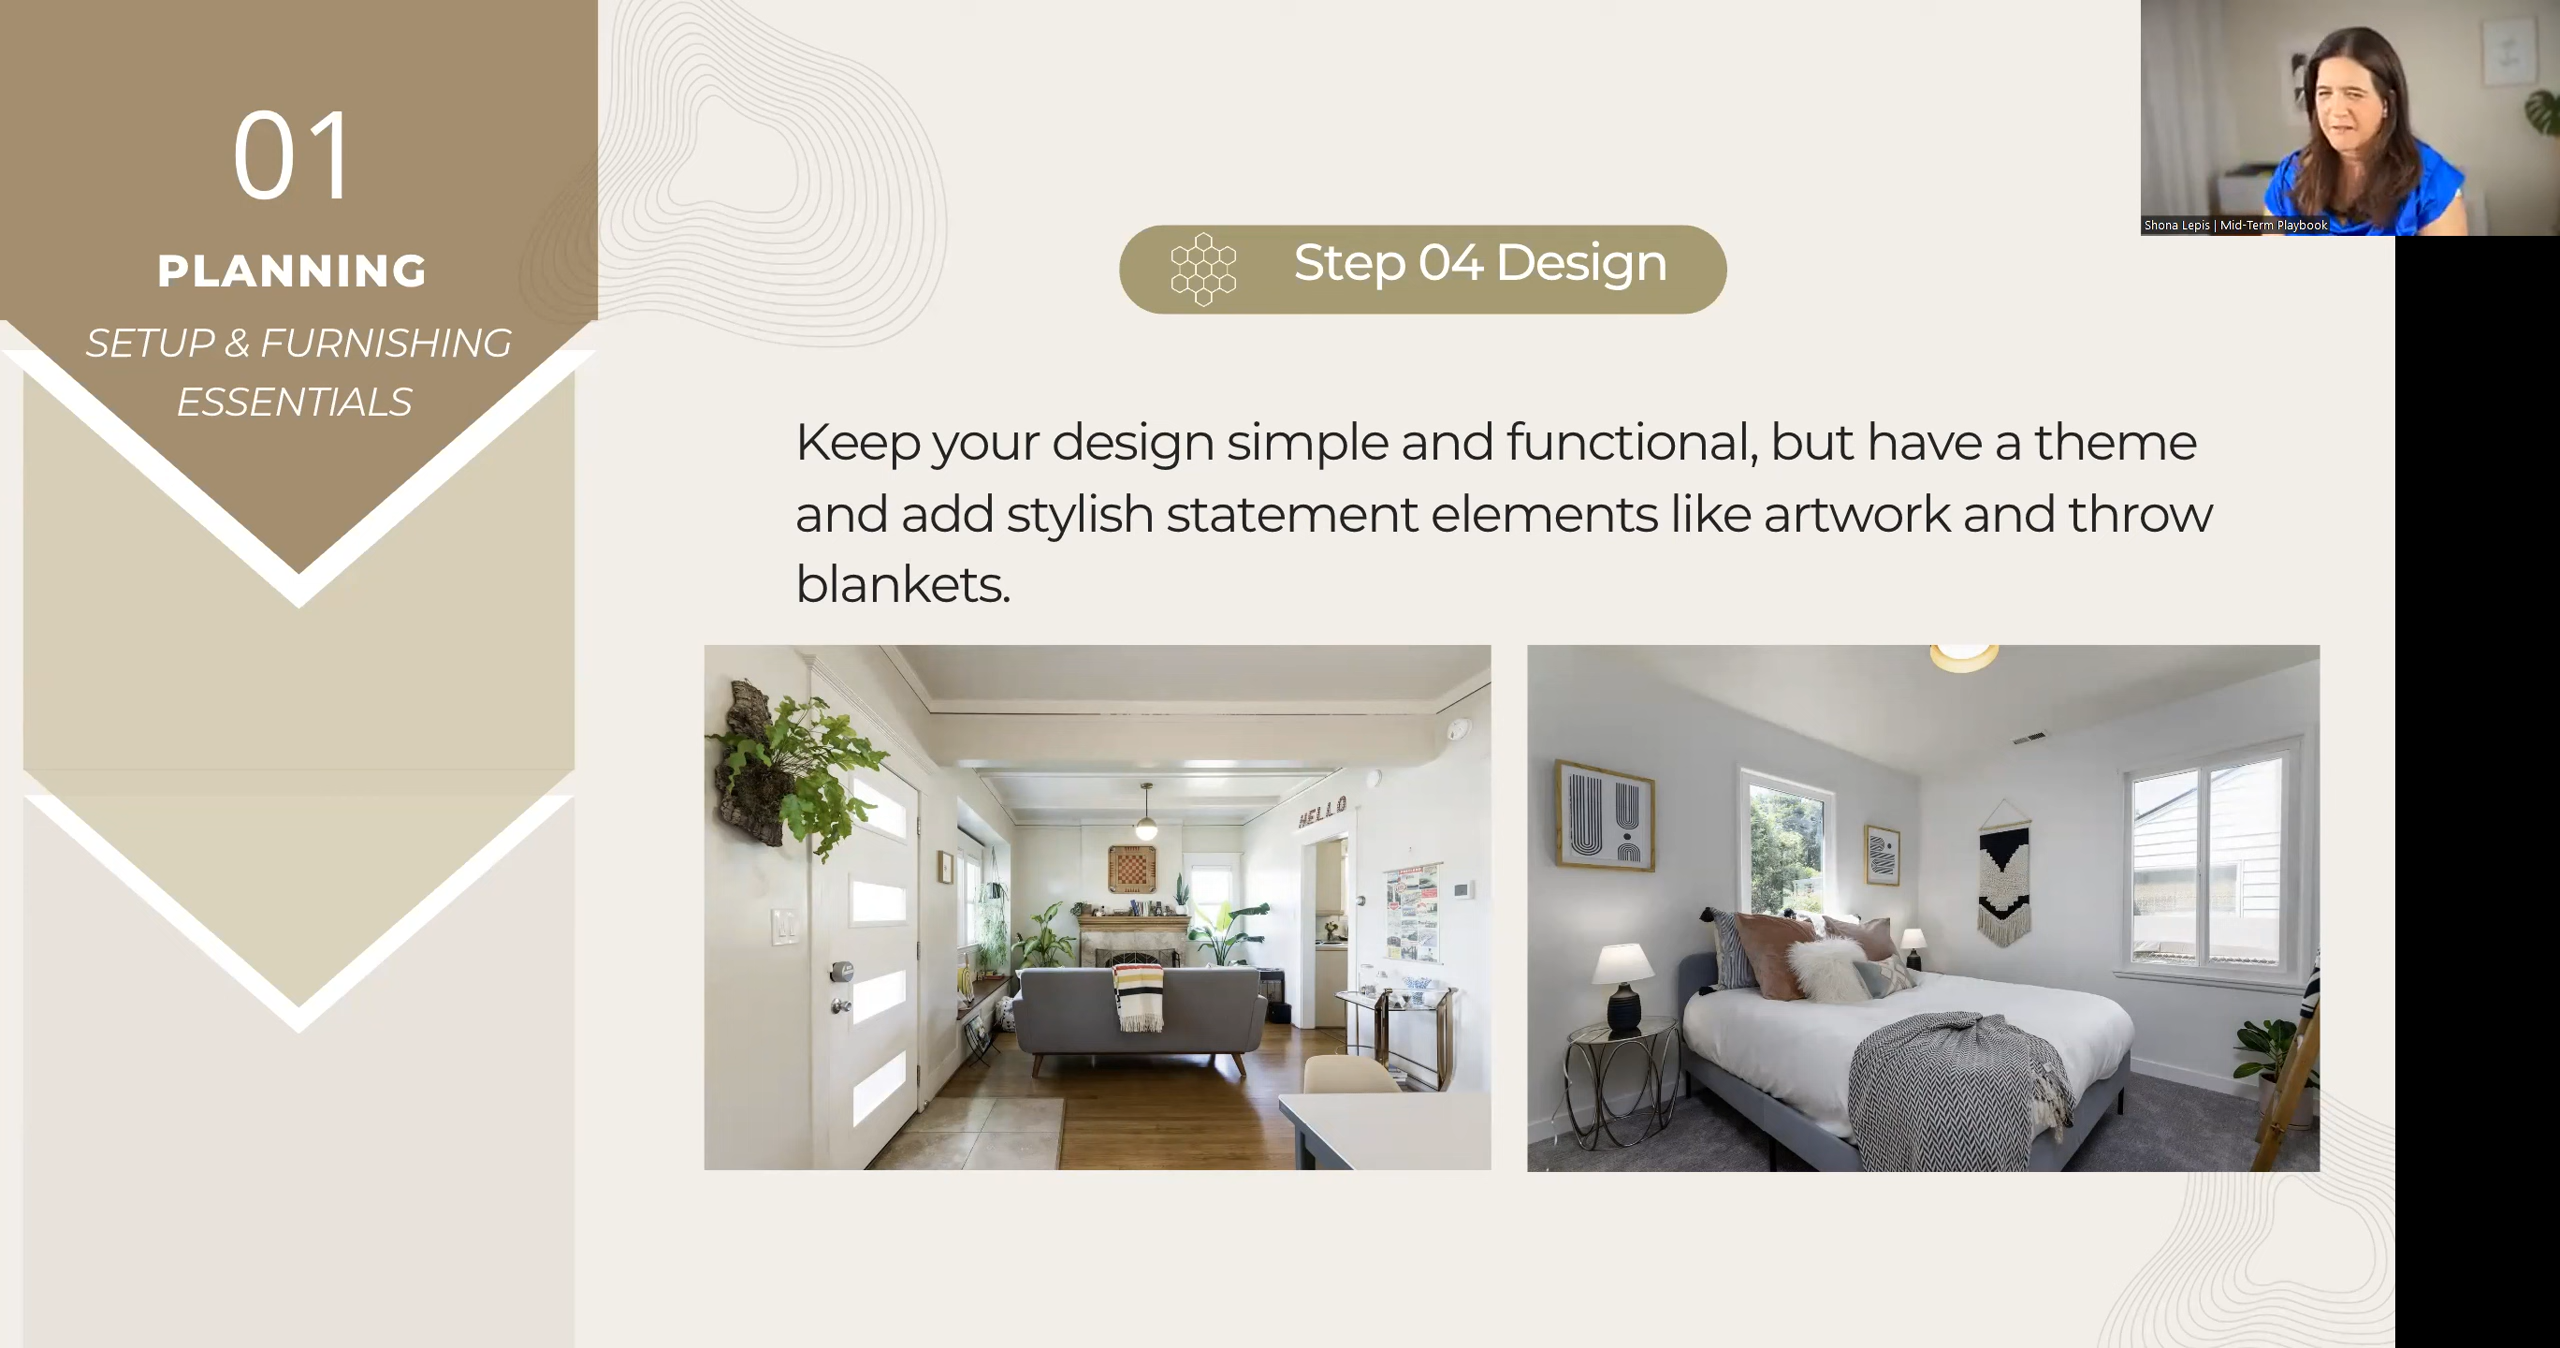 01
PLANNING
SETUP & FURNISHING
ESSENTIALS
Step 04 Design
Keep your design simple and functional, but have a theme
and add stylish statement elements like artwork and throw
blankets.
HELLO
Shona Lepis | Mid-Term Playbook